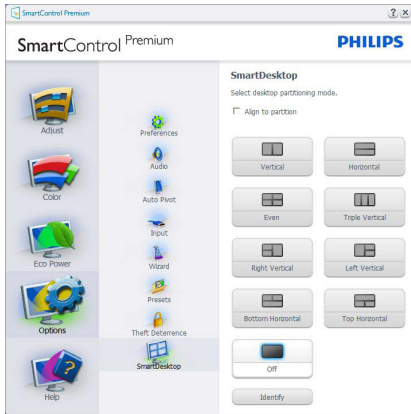 SmartControl Premium
SmartControl Premium
PHILIPS
Adjust
Color
Eco Power
Options
Help
Preferences
Audio
Auto Pivot
Input
Wizard
Presets
Theft Deterrence
SmartDesktop
SmartDesktop
Select desktop partitioning mode.
Align to partition
Vertical
Horizontal
Even
Triple Vertical
Right Vertical
Left Vertical
Bottom Horizontal
Top Horizontal
Off
Identify